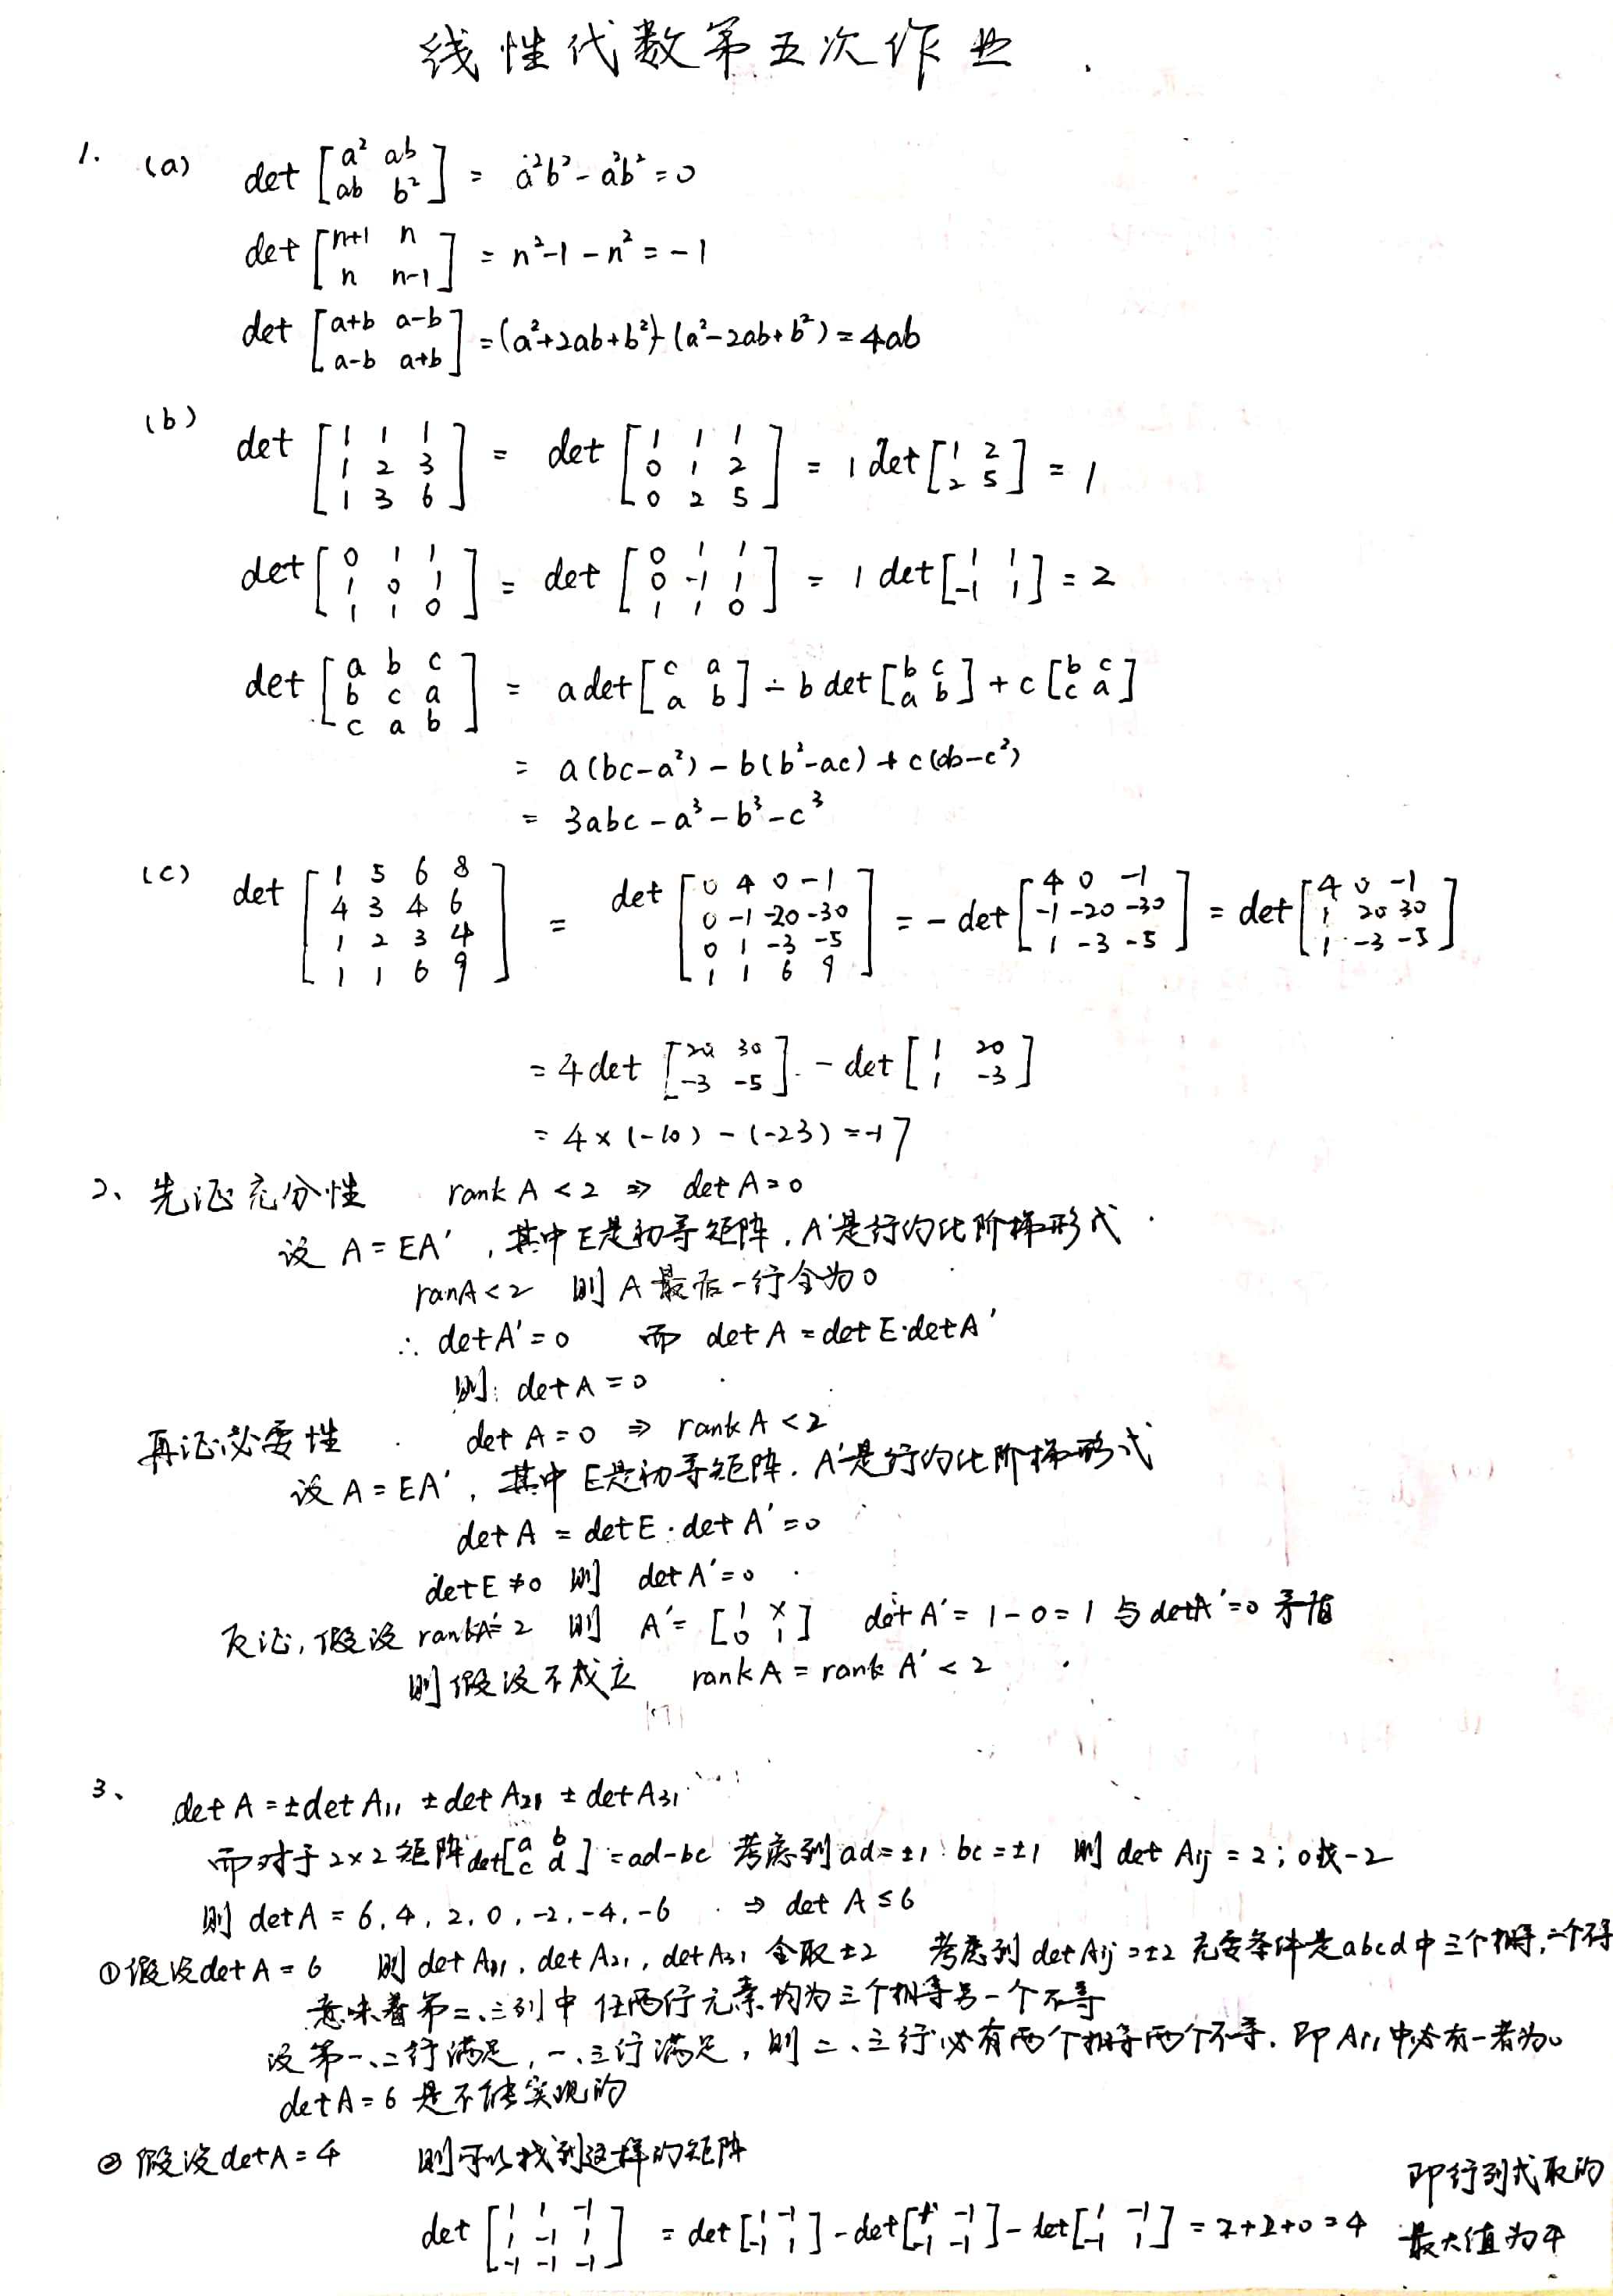 线性代数第五次作业
1. (a) det [a² ab; ab b²] = a²b² - a²b² = 0
det [n+1 n; n n-1] = n²-1-n² = -1
det [a+b a-b; a-b a+b] = (a²+2ab+b²)-(a²-2ab+b²) = 4ab
(b) det [1 1 1; 1 2 3; 1 3 6] = det [1 1 1; 0 1 2; 0 2 5] = 1 det [1 2; 2 5] = 1
det [0 1 1; 1 0 1; 1 1 0] = det [0 1 1; 0 -1 1; 1 1 0] = 1 det [1 1; -1 1] = 2
det [a b c; b c a; c a b] = a det [c a; a b] - b det [b c; a b] + c [b c; c a]
= a(bc-a²) - b(b²-ac) + c(ab-c²)
= 3abc - a³ - b³ - c³
(c) det [1 5 6 8; 4 3 4 6; 1 2 3 4; 1 1 6 9] = det [0 4 0 -1; 0 -1 -20 -30; 0 1 -3 -5; 1 1 6 9] = - det [4 0 -1; -1 -20 -30; 1 -3 -5] = det [4 0 -1; 1 20 30; 1 -3 -5]
= 4 det [20 30; -3 -5] - det [1 20; 1 -3]
= 4×(-10) - (-23) = -17
2、先证充分性 rank A < 2 ⇒ det A = 0
设 A = EA′, 其中E是初等矩阵, A′是行约化阶梯形式.
ranA < 2 则 A 最后一行全为0
∴ det A′ = 0 而 det A = det E·det A′
则: det A = 0
再证必要性 det A = 0 ⇒ rank A < 2
设 A = EA′, 其中 E是初等矩阵. A′是行约化阶梯形式
det A = det E · det A′ = 0
det E ≠ 0 则 det A′ = 0
反证, 假设 rankA′=2 则 A′ = [1 x; 0 1] det A′ = 1-0 = 1 与 detA′=0 矛盾
则假设不成立 rank A = rank A′ < 2
3、 det A = ±det A₁₁ ± det A₂₁ ± det A₃₁
而对于 2×2 矩阵 det [a b; c d] = ad-bc 考虑到 ad=±1 bc=±1 则 det Aij = 2; 0或-2
则 det A = 6, 4, 2, 0, -2, -4, -6 ⇒ det A ≤ 6
①假设 det A = 6 则 det A₁₁, det A₂₁, det A₃₁ 全取±2 考虑到 det Aij = ±2 充要条件是abcd中三个相等,一个不等
意味着第二、三列中 任两行元素均为三个相等另一个不等
设第一、二行满足, 一、三行满足, 则二、三行必有两个相等两个不等. 即 A₁₁ 中必有一者为0
det A = 6 是不能实现的
② 假设 det A = 4 则可以找到这样的矩阵
det [1 1 -1; 1 -1 1; -1 -1 -1] = det [1 -1; -1 1] - det [1 -1; -1 -1] - det [1 -1; -1 1] = 2+2+0 = 4
即行列式取的
最大值为4